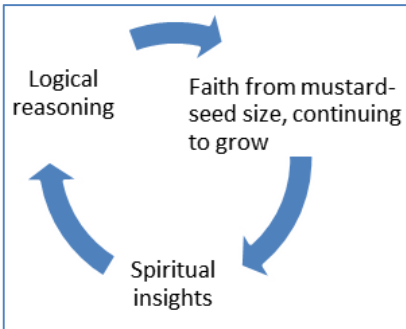 Logical
reasoning
Faith from mustard-
seed size, continuing
to grow
Spiritual
insights